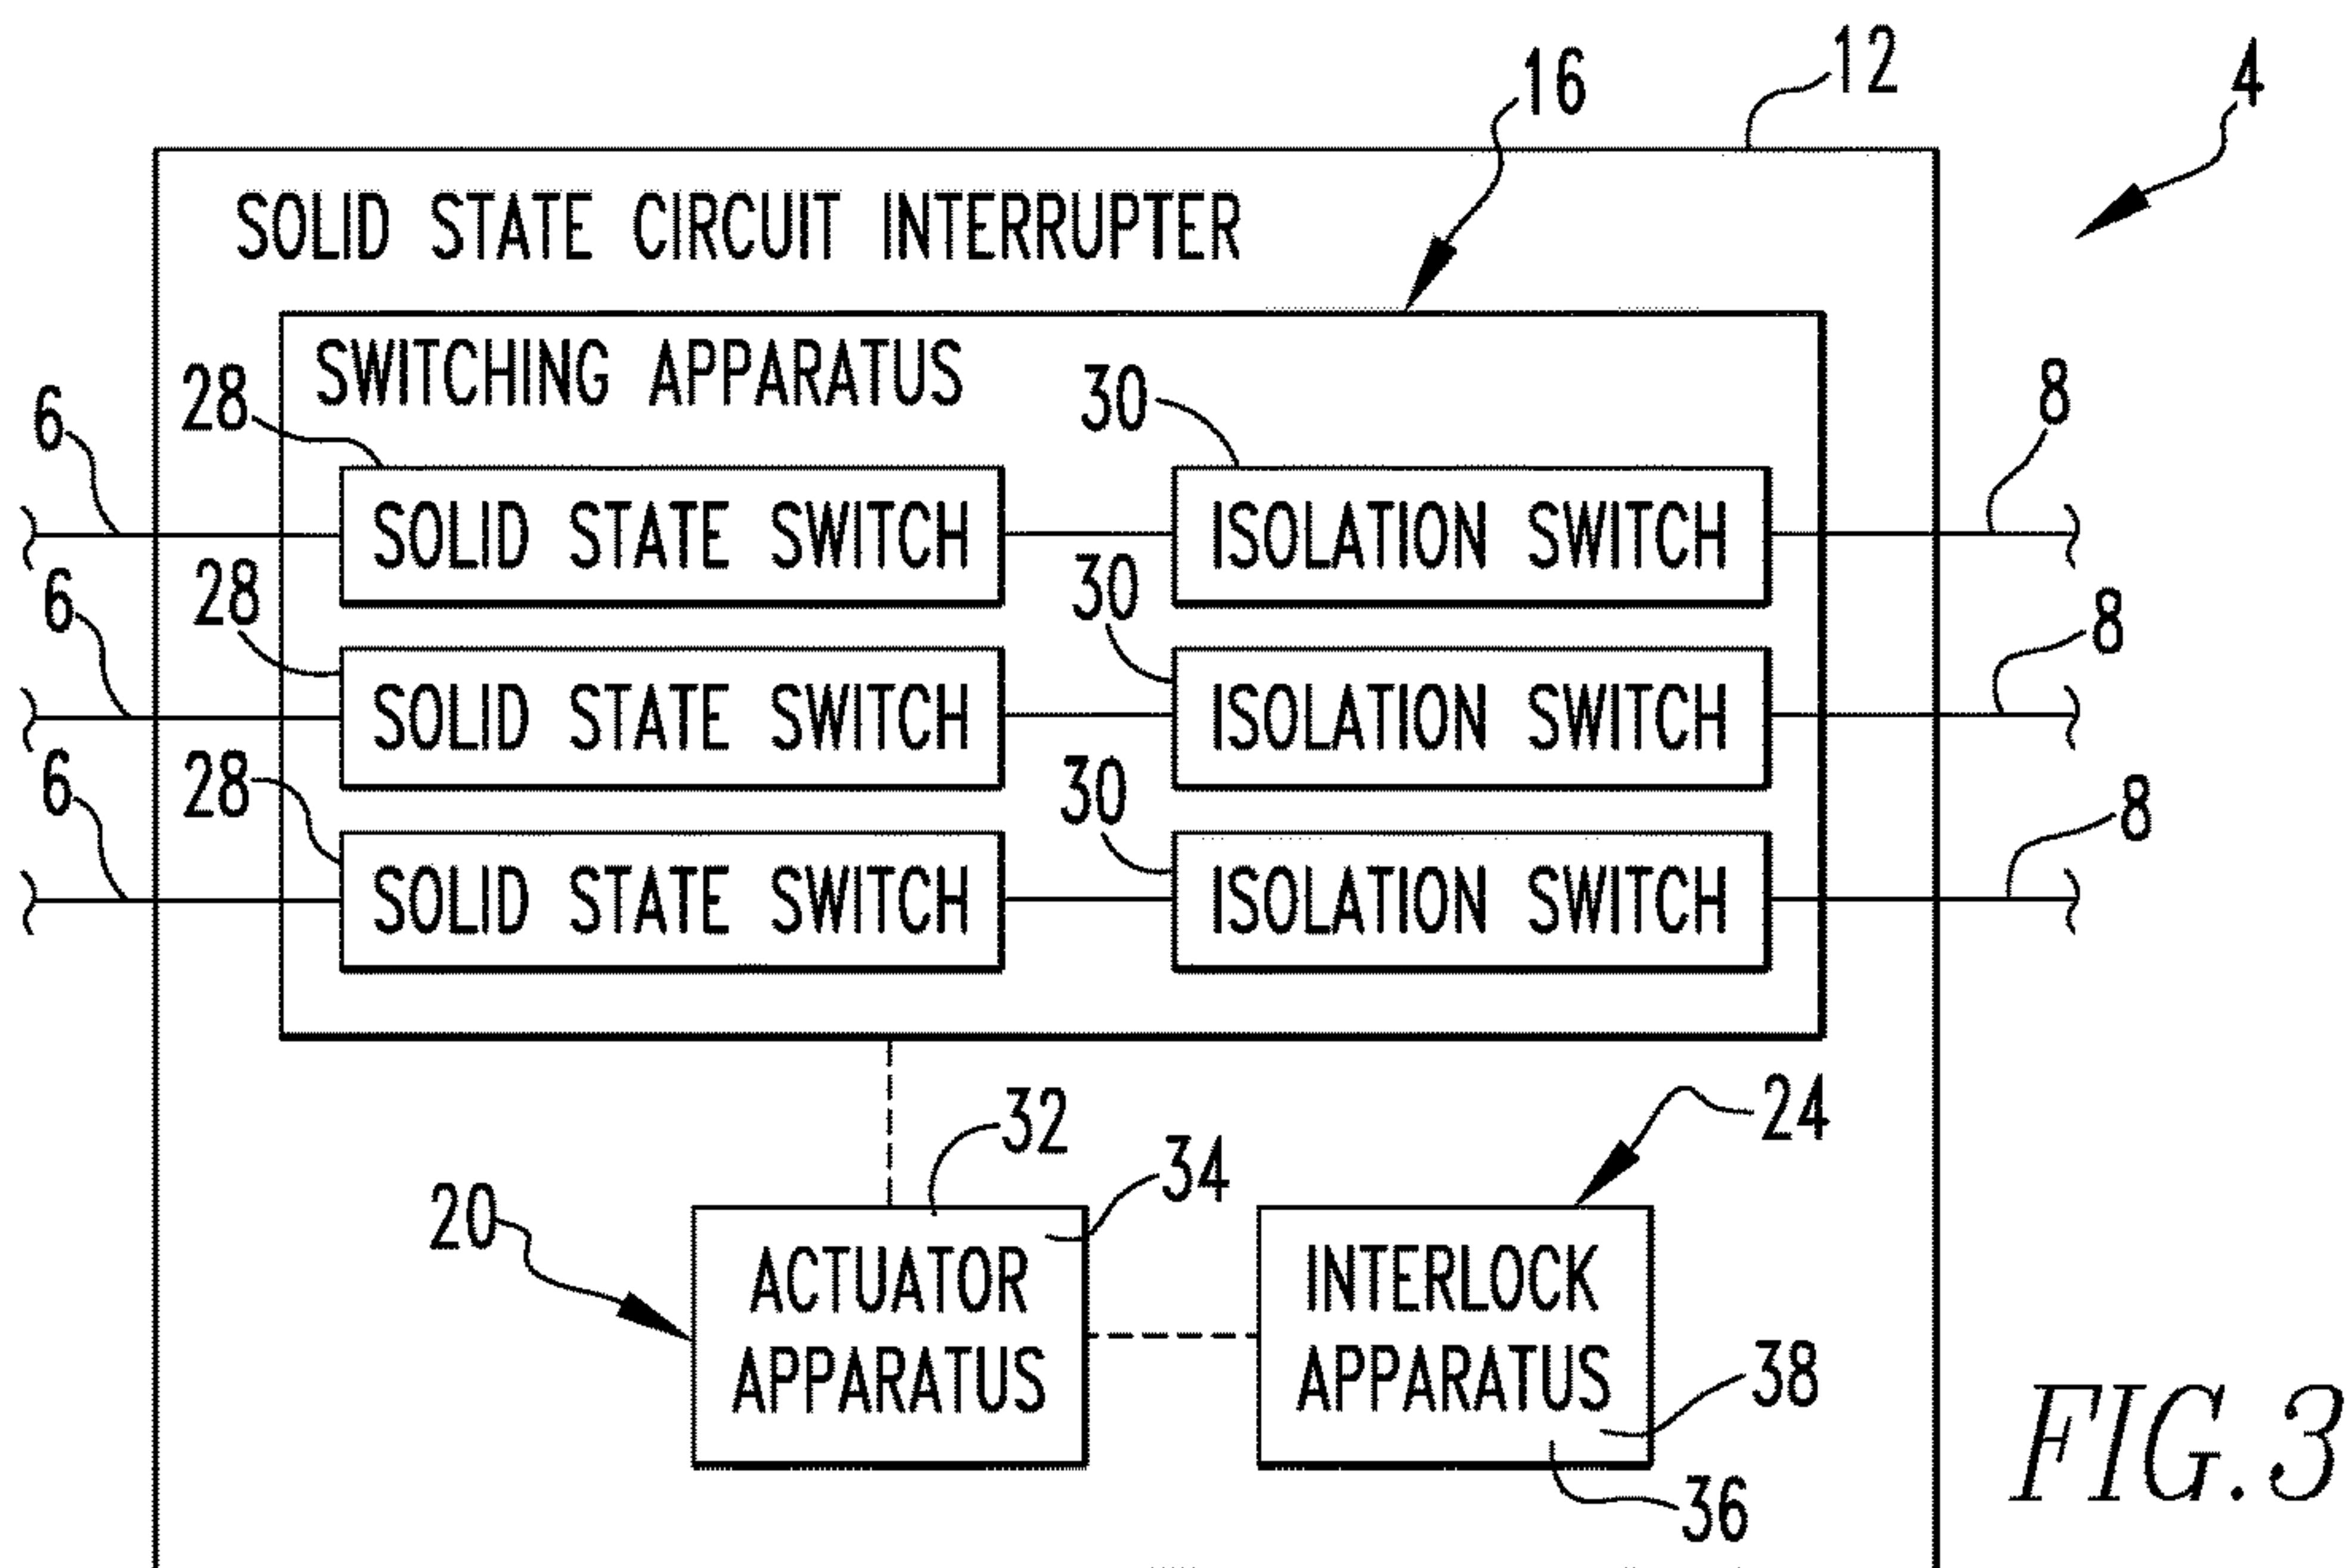 12
4
16
SOLID STATE CIRCUIT INTERRUPTER
SWITCHING APPARATUS
28
30
8
6
SOLID STATE SWITCH
ISOLATION SWITCH
28
30
8
6
SOLID STATE SWITCH
ISOLATION SWITCH
28
30
8
6
SOLID STATE SWITCH
ISOLATION SWITCH
32
24
34
20
ACTUATOR
APPARATUS
INTERLOCK
APPARATUS
38
36
FIG.3